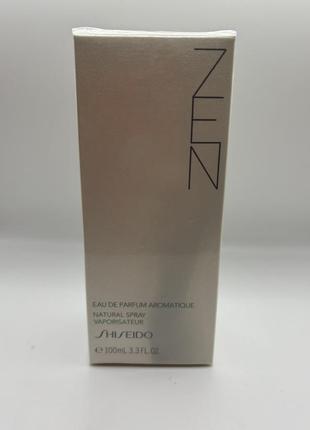 ZEN
EAU DE PARFUM AROMATIQUE
NATURAL SPRAY
VAPORISATEUR
SHISEIDO
℮ 100mL 3.3 FL.OZ.